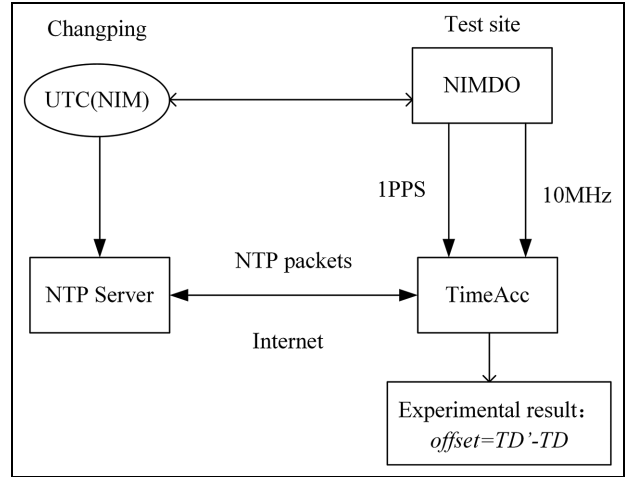 Changping
Test site
UTC(NIM)
NIMDO
1PPS
10MHz
NTP packets
NTP Server
TimeAcc
Internet
Experimental result：
offset=TD’-TD